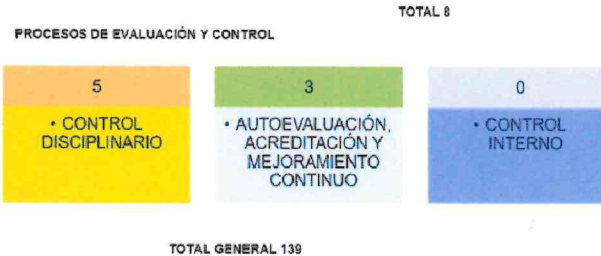 TOTAL 8
PROCESOS DE EVALUACIÓN Y CONTROL
5
• CONTROL
DISCIPLINARIO
3
• AUTOEVALUACIÓN,
ACREDITACIÓN Y
MEJORAMIENTO
CONTINUO
0
• CONTROL
INTERNO
TOTAL GENERAL 139